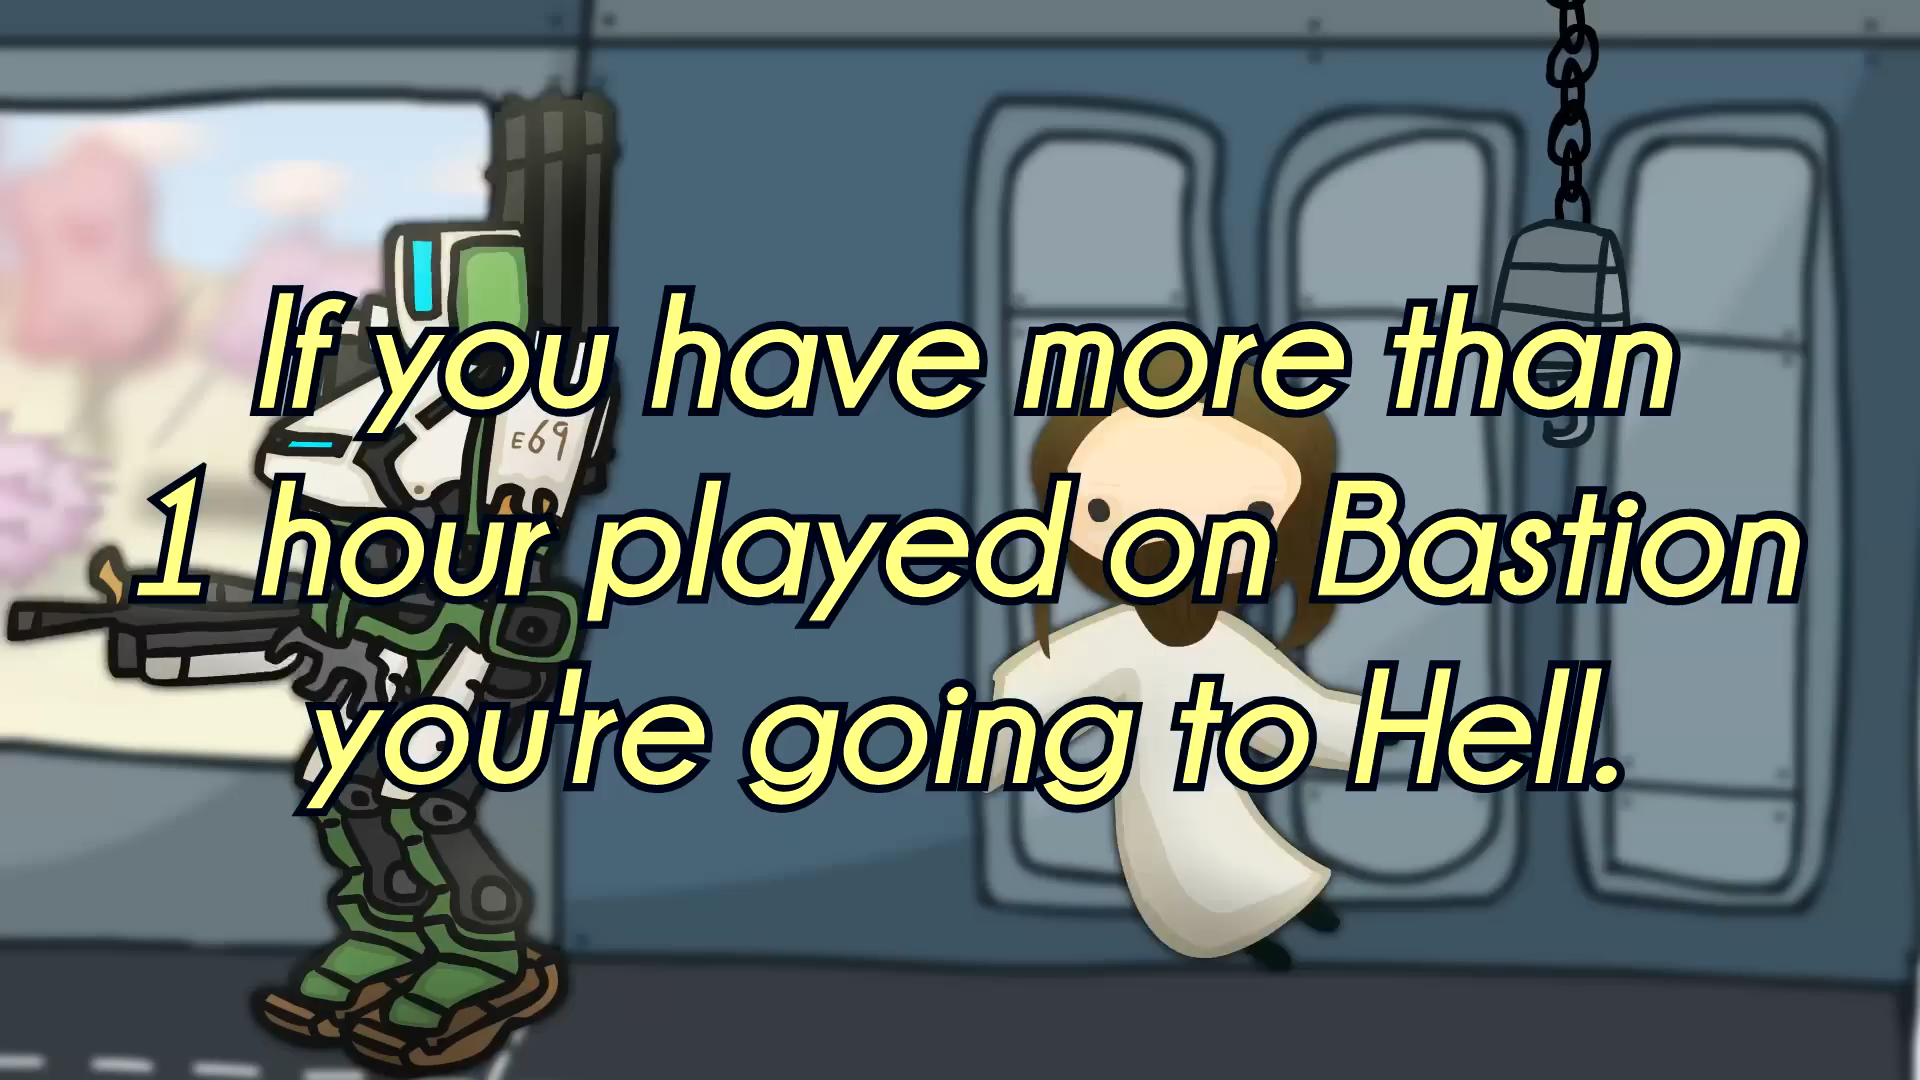 If you have more than
E69
1 hour played on Bastion
you're going to Hell.